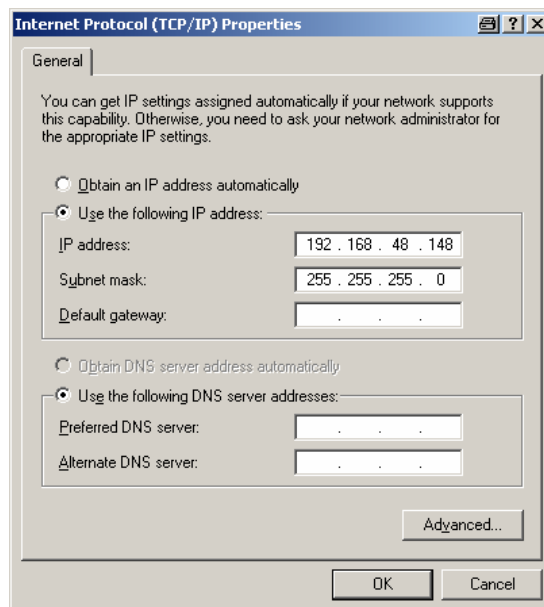 Internet Protocol (TCP/IP) Properties
General
You can get IP settings assigned automatically if your network supports
this capability. Otherwise, you need to ask your network administrator for
the appropriate IP settings.
Obtain an IP address automatically
Use the following IP address:
IP address: 192 . 168 . 48 . 148
Subnet mask: 255 . 255 . 255 . 0
Default gateway: . . .
Obtain DNS server address automatically
Use the following DNS server addresses:
Preferred DNS server: . . .
Alternate DNS server: . . .
Advanced...
OK Cancel